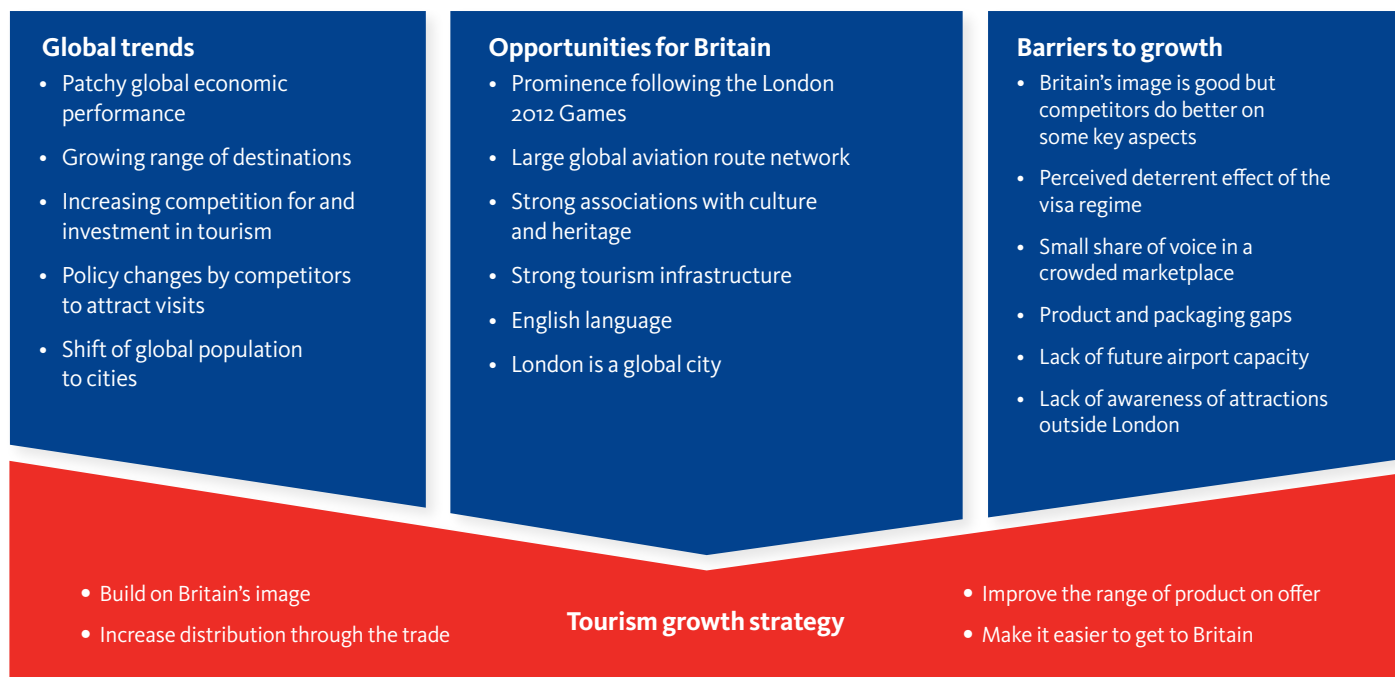 Global trends
• Patchy global economic
performance
• Growing range of destinations
• Increasing competition for and
investment in tourism
• Policy changes by competitors
to attract visits
• Shift of global population
to cities
Opportunities for Britain
• Prominence following the London
2012 Games
• Large global aviation route network
• Strong associations with culture
and heritage
• Strong tourism infrastructure
• English language
• London is a global city
Barriers to growth
• Britain’s image is good but
competitors do better on
some key aspects
• Perceived deterrent effect of the
visa regime
• Small share of voice in a
crowded marketplace
• Product and packaging gaps
• Lack of future airport capacity
• Lack of awareness of attractions
outside London
• Build on Britain’s image
• Increase distribution through the trade
Tourism growth strategy
• Improve the range of product on offer
• Make it easier to get to Britain